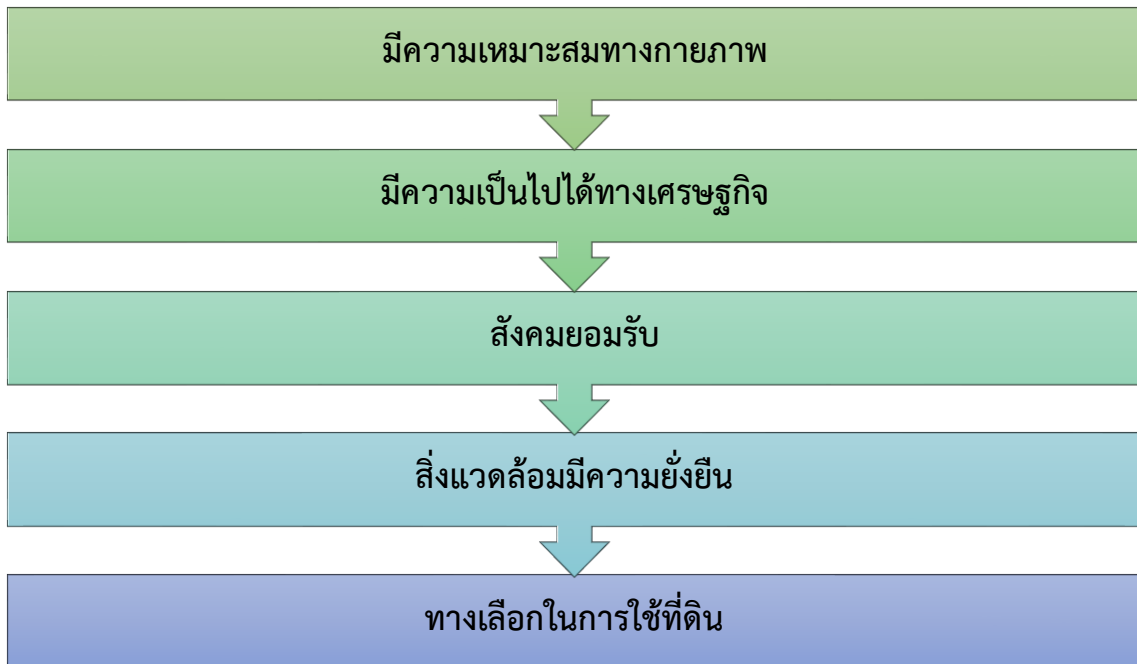 มีความเหมาะสมทางกายภาพ
มีความเป็นไปได้ทางเศรษฐกิจ
สังคมยอมรับ
สิ่งแวดล้อมมีความยั่งยืน
ทางเลือกในการใช้ที่ดิน